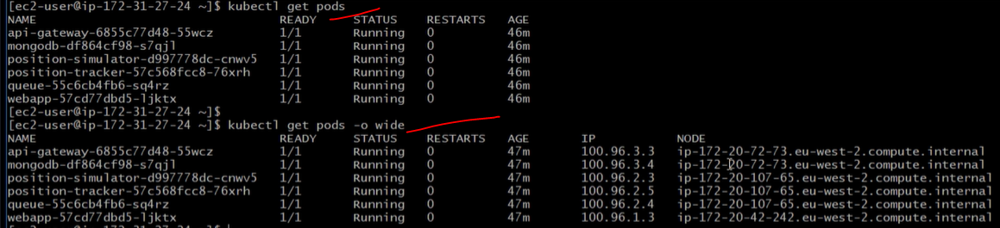 [ec2-user@ip-172-31-27-24 ~]$ kubectl get pods
NAME READY STATUS RESTARTS AGE
api-gateway-6855c77d48-55wcz 1/1 Running 0 46m
mongodb-df864cf98-s7qjl 1/1 Running 0 46m
position-simulator-d997778dc-cnwv5 1/1 Running 0 46m
position-tracker-57c568fcc8-76xrh 1/1 Running 0 46m
queue-55c6cb4fb6-sq4rz 1/1 Running 0 46m
webapp-57cd77dbd5-ljktx 1/1 Running 0 46m
[ec2-user@ip-172-31-27-24 ~]$
[ec2-user@ip-172-31-27-24 ~]$ kubectl get pods -o wide
NAME READY STATUS RESTARTS AGE IP NODE
api-gateway-6855c77d48-55wcz 1/1 Running 0 47m 100.96.3.3 ip-172-20-72-73.eu-west-2.compute.internal
mongodb-df864cf98-s7qjl 1/1 Running 0 47m 100.96.3.4 ip-172-20-72-73.eu-west-2.compute.internal
position-simulator-d997778dc-cnwv5 1/1 Running 0 47m 100.96.2.3 ip-172-20-107-65.eu-west-2.compute.internal
position-tracker-57c568fcc8-76xrh 1/1 Running 0 47m 100.96.2.5 ip-172-20-107-65.eu-west-2.compute.internal
queue-55c6cb4fb6-sq4rz 1/1 Running 0 47m 100.96.2.4 ip-172-20-107-65.eu-west-2.compute.internal
webapp-57cd77dbd5-ljktx 1/1 Running 0 47m 100.96.1.3 ip-172-20-42-242.eu-west-2.compute.internal